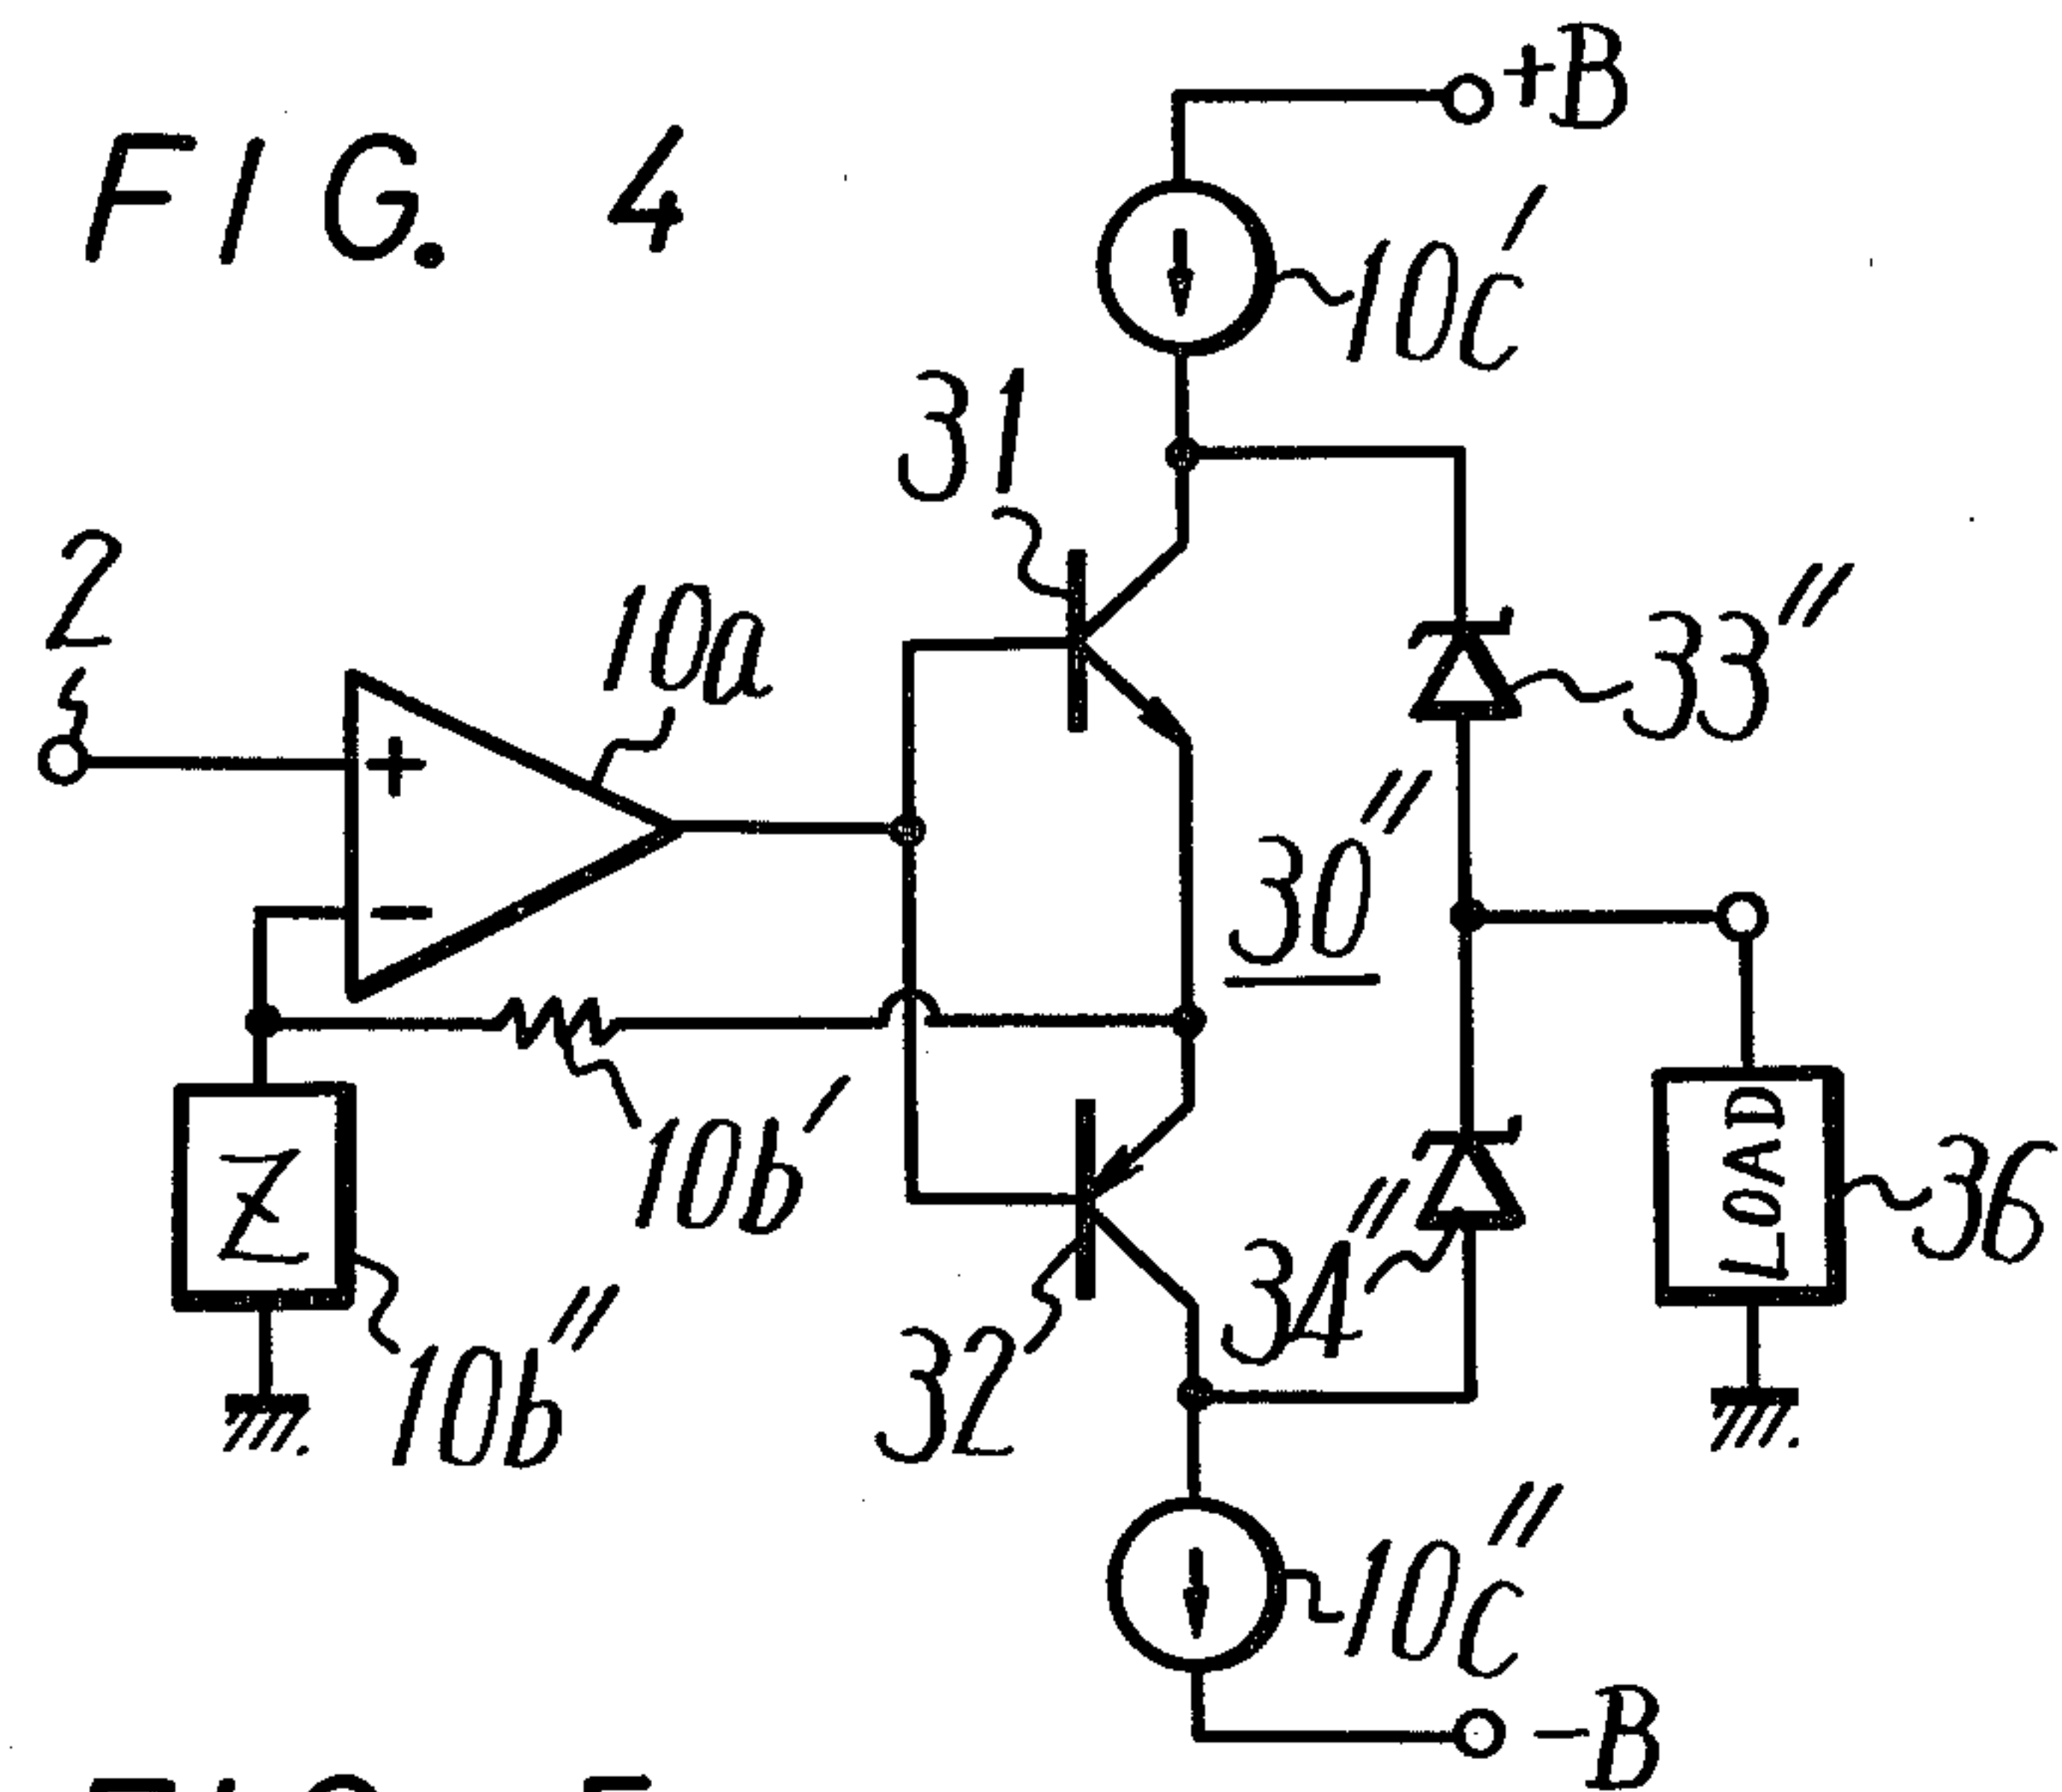 FIG. 4
+B
10c'
31
2
10a
33"
+
30"
−
LOAD
36
10b'
Z
34"
10b"
32
10c"
−B